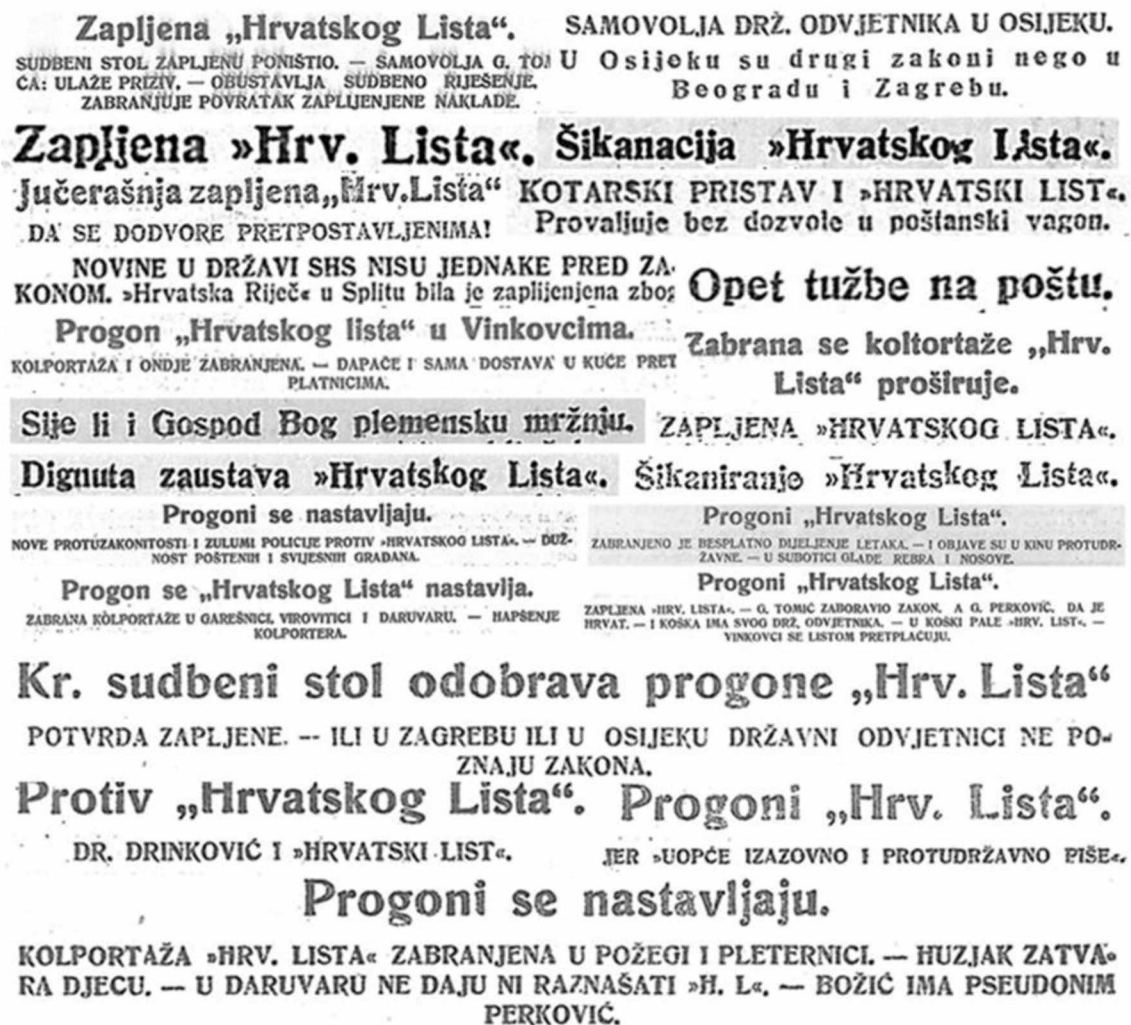 Zapljena „Hrvatskog Lista“.
SUDBENI STOL ZAPLJENU PONIŠTIO. — SAMOVOLJA G. TOJ
ČA: ULAŽE PRIZIV. — OBUSTAVLJA SUDBENO RIJEŠENJE.
ZABRANJUJE POVRATAK ZAPLIJENJENE NAKLADE.
SAMOVOLJA DRŽ. ODVJETNIKA U OSIJEKU.
U Osijeku su drugi zakoni nego u
Beogradu i Zagrebu.
Zapljena »Hrv. Lista«.
Šikanacija »Hrvatskog Lista«.
Jučerašnja zapljena „Hrv. Lista“
DA SE DODVORE PRETPOSTAVLJENIMA!
KOTARSKI PRISTAV I »HRVATSKI LIST«.
Provaljuje bez dozvole u poštanski vagon.
NOVINE U DRŽAVI SHS NISU JEDNAKE PRED ZA-
KONOM. »Hrvatska Riječ« u Splitu bila je zaplijenjena zbog
Opet tužbe na poštu.
Progon „Hrvatskog lista“ u Vinkovcima.
KOLPORTAŽA I ONDJE ZABRANJENA. — DAPAČE I SAMA DOSTAVA U KUĆE PRET
PLATNICIMA.
Zabrana se koltortaže „Hrv.
Lista“ proširuje.
Sije li i Gospod Bog plemensku mržnju.
ZAPLJENA »HRVATSKOG LISTA«.
Dignuta zaustava »Hrvatskog Lista«.
Šikaniranje »Hrvatskog Lista«.
Progoni se nastavljaju.
NOVE PROTUZAKONITOSTI I ZULUMI POLICIJE PROTIV »HRVATSKOG LISTA«. — DUŽ-
NOST POŠTENIH I SVIJESNIH GRAĐANA.
Progoni „Hrvatskog Lista“.
ZABRANJENO JE BESPLATNO DIJELJENJE LETAKA. — I OBJAVE SU U KINU PROTUDR-
ŽAVNE. — U SUBOTICI GLADE REBRA I NOSOVE.
Progon se „Hrvatskog Lista“ nastavlja.
ZABRANA KOLPORTAŽE U GAREŠNICI, VIROVITICI I DARUVARU. — HAPŠENJE
KOLPORTERA.
Progoni „Hrvatskog Lista“.
ZAPLJENA »HRV. LISTA«. — G. TOMIĆ ZABORAVIO ZAKON, A G. PERKOVIĆ, DA JE
HRVAT. — I KOŠKA IMA SVOG DRŽ. ODVJETNIKA. — U KOŠKI PALE »HRV. LIST«. —
VINKOVCI SE LISTOM PRETPLAĆUJU.
Kr. sudbeni stol odobrava progone „Hrv. Lista“
POTVRDA ZAPLJENE. — ILI U ZAGREBU ILI U OSIJEKU DRŽAVNI ODVJETNICI NE PO-
ZNAJU ZAKONA.
Protiv „Hrvatskog Lista“.
DR. DRINKOVIĆ I »HRVATSKI LIST«.
Progoni „Hrv. Lista“.
JER »UOPĆE IZAZOVNO I PROTUDRŽAVNO PIŠE«.
Progoni se nastavljaju.
KOLPORTAŽA »HRV. LISTA« ZABRANJENA U POŽEGI I PLETERNICI. — HUZJAK ZATVA-
RA DJECU. — U DARUVARU NE DAJU NI RAZNAŠATI »H. L«. — BOŽIĆ IMA PSEUDONIM
PERKOVIĆ.